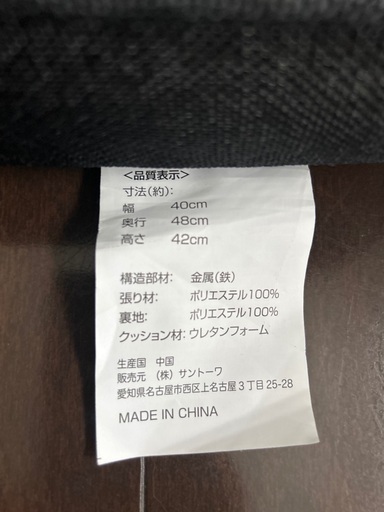 <品質表示>
寸法(約):
幅 40cm
奥行 48cm
高さ 42cm
構造部材: 金属(鉄)
張り材: ポリエステル100%
裏地: ポリエステル100%
クッション材: ウレタンフォーム
生産国 中国
販売元 (株) サントーワ
愛知県名古屋市西区上名古屋3丁目25-28
MADE IN CHINA